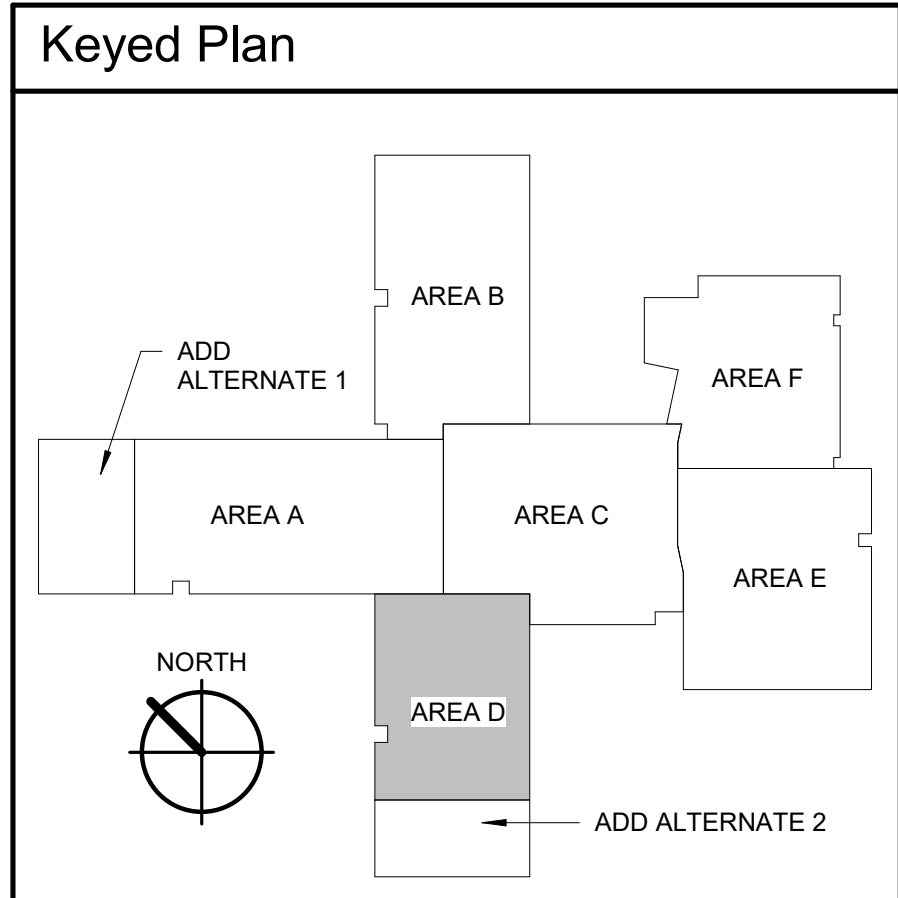 Keyed Plan
AREA B
ADD
ALTERNATE 1
AREA F
AREA A
AREA C
AREA E
NORTH
AREA D
ADD ALTERNATE 2